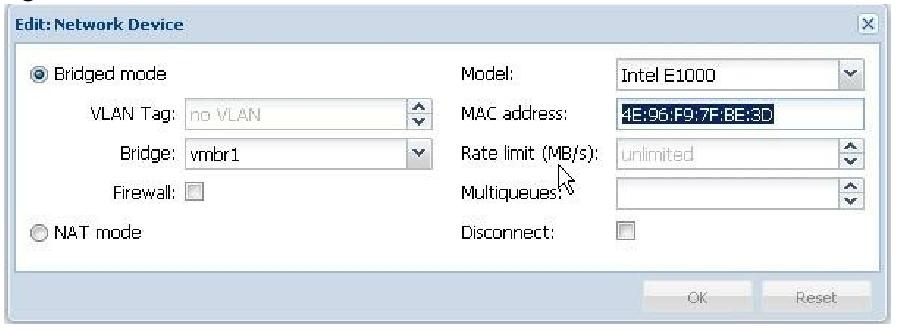 Edit: Network Device
Bridged mode
VLAN Tag: no VLAN
Bridge: vmbr1
Firewall:
NAT mode
Model: Intel E1000
MAC address: 4E:96:F9:7F:BE:3D
Rate limit (MB/s): unlimited
Multiqueues:
Disconnect:
OK
Reset